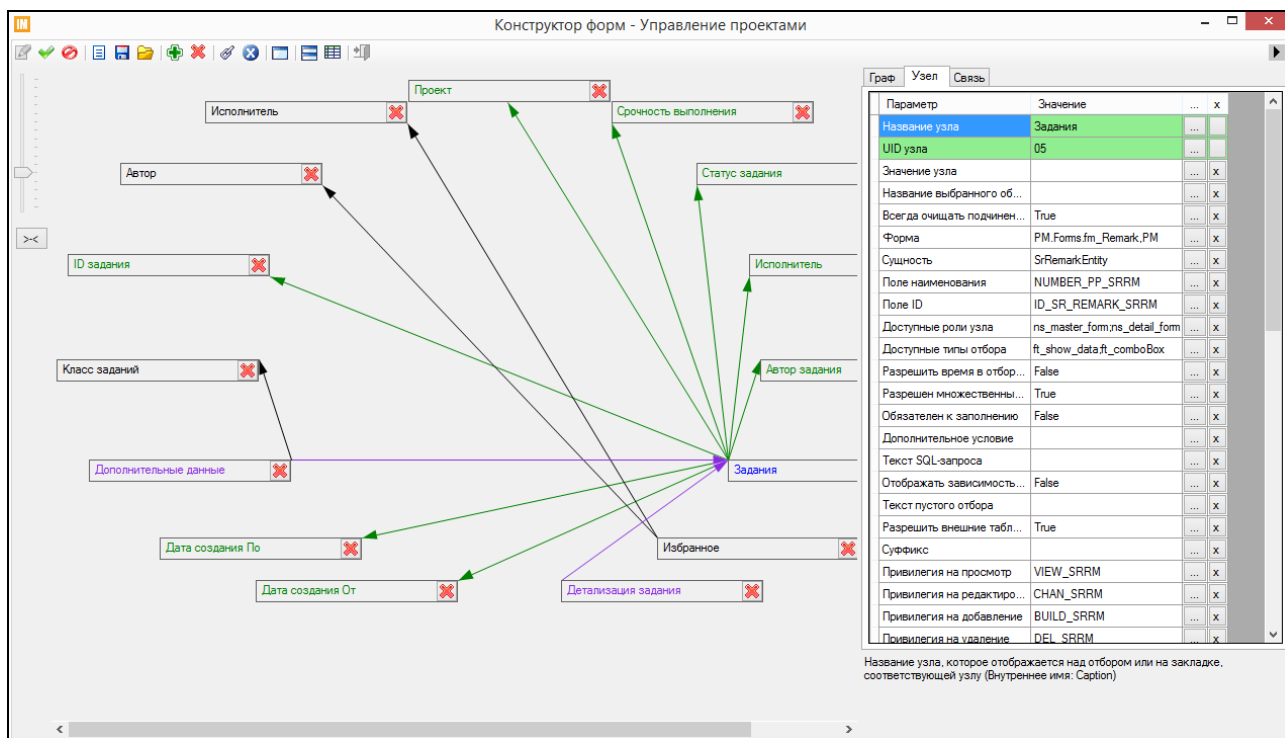 IN
Конструктор форм - Управление проектами
Проект
Исполнитель
Срочность выполнения
Автор
Статус задания
ID задания
Исполнитель
Класс заданий
Автор задания
Дополнительные данные
Задания
Дата создания По
Избранное
Дата создания От
Детализация задания
>-<
Граф Узел Связь
Параметр Значение ... x
Название узла Задания ...
UID узла 05 ...
Значение узла ... x
Название выбранного об... ... x
Всегда очищать подчинен... True ... x
Форма PM.Forms.fm_Remark,PM ... x
Сущность SrRemarkEntity ... x
Поле наименования NUMBER_PP_SRRM ... x
Поле ID ID_SR_REMARK_SRRM ... x
Доступные роли узла ns_master_form;ns_detail_form ... x
Доступные типы отбора ft_show_data;ft_comboBox ... x
Разрешить время в отбор... False ... x
Разрешен множественны... True ... x
Обязателен к заполнению False ... x
Дополнительное условие ... x
Текст SQL-запроса ... x
Отображать зависимость... False ... x
Текст пустого отбора ... x
Разрешить внешние табл... True ... x
Суффикс ... x
Привилегия на просмотр VIEW_SRRM ... x
Привилегия на редактиро... CHAN_SRRM ... x
Привилегия на добавление BUILD_SRRM ... x
Привилегия на удаление DEL_SRRM ... x
Название узла, которое отображается над отбором или на закладке,
соответствующей узлу (Внутреннее имя: Caption)